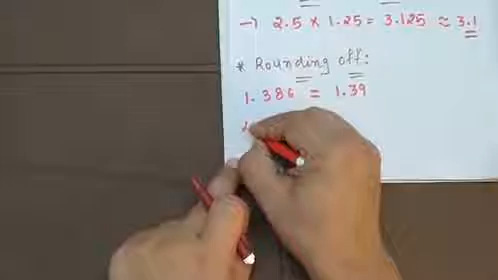 → 2.5 × 1.25 = 3.125 ≈ 3.1
* Rounding off:
1.386 = 1.39